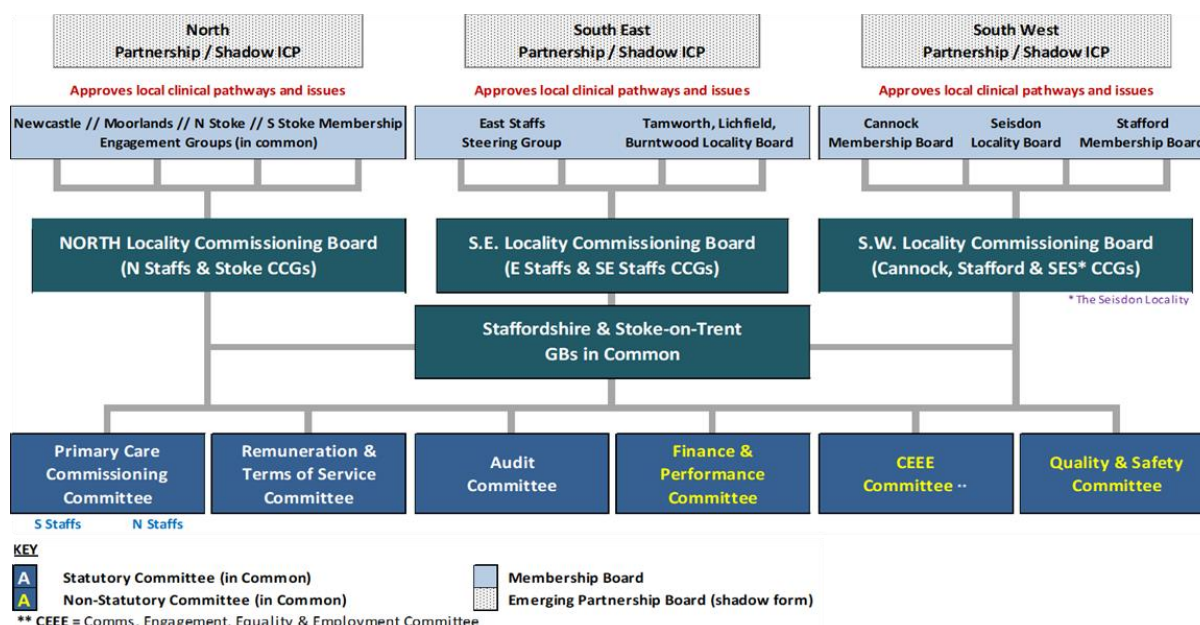 North
Partnership / Shadow ICP
South East
Partnership / Shadow ICP
South West
Partnership / Shadow ICP
Approves local clinical pathways and issues
Approves local clinical pathways and issues
Approves local clinical pathways and issues
Newcastle // Moorlands // N Stoke // S Stoke Membership
Engagement Groups (in common)
East Staffs
Steering Group
Tamworth, Lichfield,
Burntwood Locality Board
Cannock
Membership Board
Seisdon
Locality Board
Stafford
Membership Board
NORTH Locality Commissioning Board
(N Staffs & Stoke CCGs)
S.E. Locality Commissioning Board
(E Staffs & SE Staffs CCGs)
S.W. Locality Commissioning Board
(Cannock, Stafford & SES* CCGs)
* The Seisdon Locality
Staffordshire & Stoke-on-Trent
GBs in Common
Primary Care
Commissioning
Committee
Remuneration &
Terms of Service
Committee
Audit
Committee
Finance &
Performance
Committee
CEEE
Committee **
Quality & Safety
Committee
S Staffs N Staffs
KEY
A Statutory Committee (in Common)
A Non-Statutory Committee (in Common)
Membership Board
Emerging Partnership Board (shadow form)
** CEEE = Comms, Engagement, Equality & Employment Committee